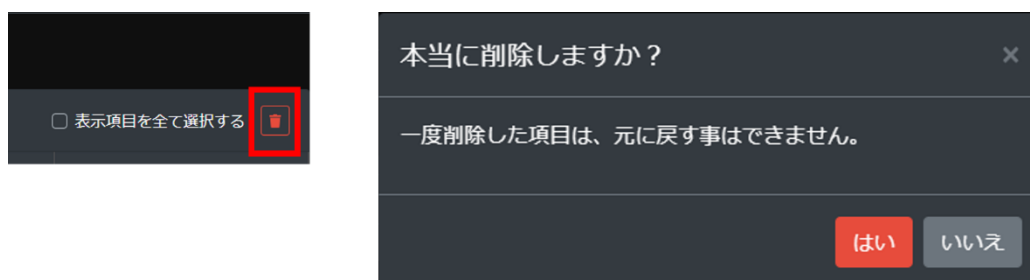 表示項目を全て選択する
本当に削除しますか？
×
一度削除した項目は、元に戻す事はできません。
はい
いいえ